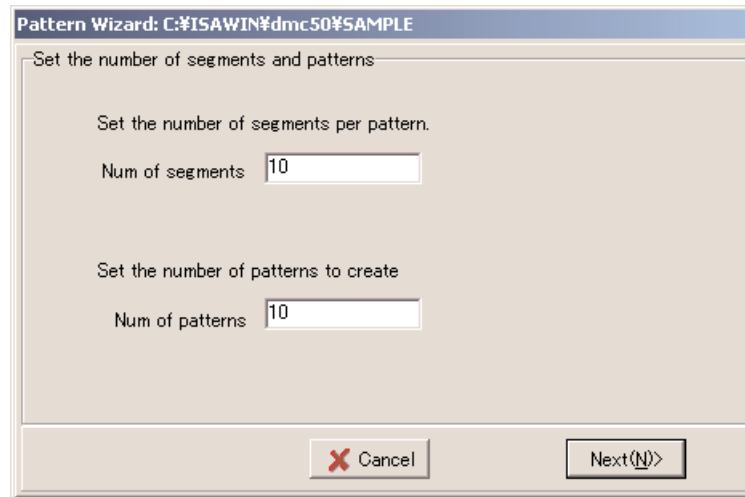 Pattern Wizard: C:¥ISAWIN¥dmc50¥SAMPLE
Set the number of segments and patterns
Set the number of segments per pattern.
Num of segments 10
Set the number of patterns to create
Num of patterns 10
Cancel Next(N)>